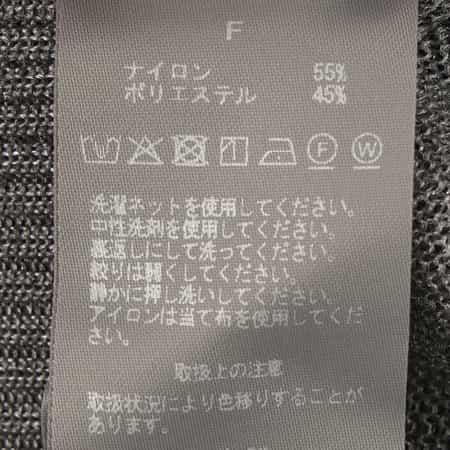 F
ナイロン 55%
ポリエステル 45%
F W
洗濯ネットを使用してください。
中性洗剤を使用してください。
裏返しにして洗ってください。
絞りは弱くしてください。
静かに押し洗いしてください。
アイロンは当て布を使用してくだ
さい。
取扱上の注意
取扱状況により色移りすることが
あります。